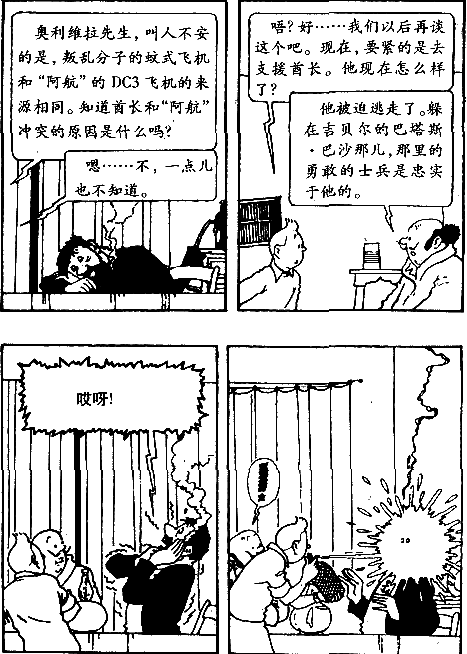 奥利维拉先生，叫人不安
的是，叛乱分子的蚊式飞机
和“阿航”的DC3飞机的来
源相同。知道酋长和“阿航”
冲突的原因是什么吗？
嗯……不，一点儿
也不知道。
唔？好……我们以后再谈
这个吧。现在，要紧的是去
支援酋长。他现在怎么样
了？
他被迫逃走了。躲
在吉贝尔的巴塔斯
·巴沙那儿，那里的
勇敢的士兵是忠实
于他的。
哎呀！